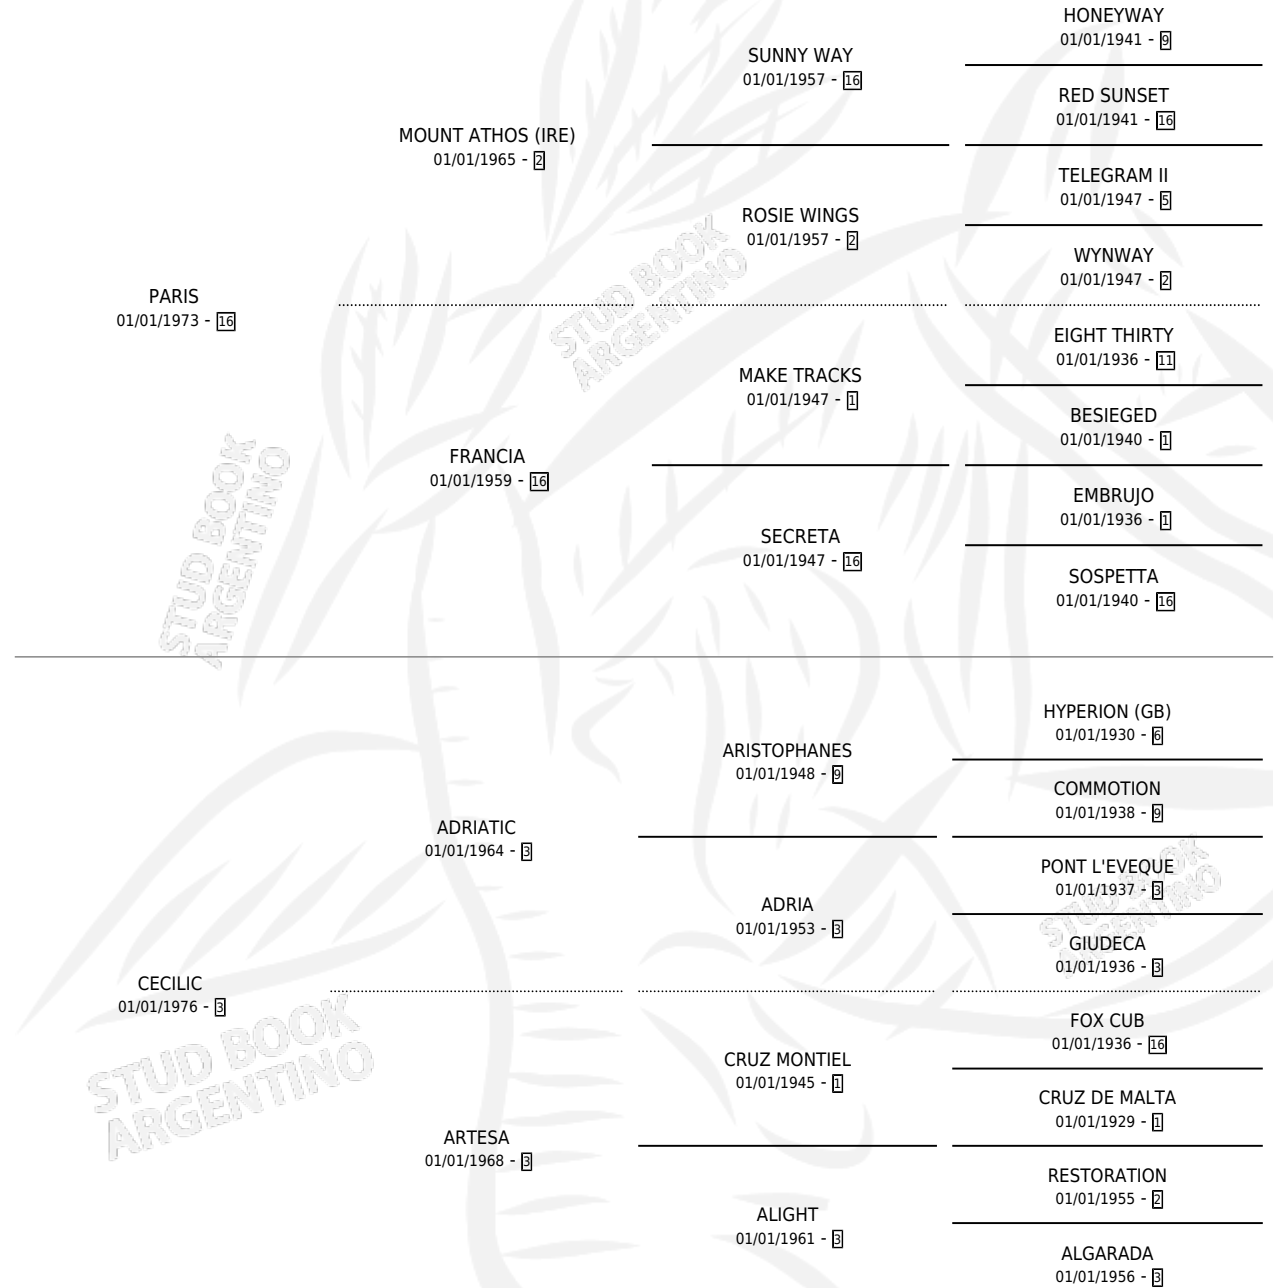 HONEYWAY
01/01/1941 - 9
SUNNY WAY
01/01/1957 - 16
RED SUNSET
01/01/1941 - 16
MOUNT ATHOS (IRE)
01/01/1965 - 2
TELEGRAM II
01/01/1947 - 5
ROSIE WINGS
01/01/1957 - 2
WYNWAY
01/01/1947 - 2
STUD BOOK
ARGENTINO
PARIS
01/01/1973 - 16
EIGHT THIRTY
01/01/1936 - 11
MAKE TRACKS
01/01/1947 - 1
BESIEGED
01/01/1940 - 1
FRANCIA
01/01/1959 - 16
EMBRUJO
01/01/1936 - 1
SECRETA
01/01/1947 - 16
SOSPETTA
01/01/1940 - 16
STUD BOOK
ARGENTINO
HYPERION (GB)
01/01/1930 - 6
ARISTOPHANES
01/01/1948 - 9
COMMOTION
01/01/1938 - 9
ADRIATIC
01/01/1964 - 3
PONT L'EVEQUE
01/01/1937 - 3
ADRIA
01/01/1953 - 3
GIUDECA
01/01/1936 - 3
STUD BOOK
ARGENTINO
CECILIC
01/01/1976 - 3
FOX CUB
01/01/1936 - 16
CRUZ MONTIEL
01/01/1945 - 1
CRUZ DE MALTA
01/01/1929 - 1
STUD BOOK
ARGENTINO
ARTESA
01/01/1968 - 3
RESTORATION
01/01/1955 - 2
ALIGHT
01/01/1961 - 3
ALGARADA
01/01/1956 - 3